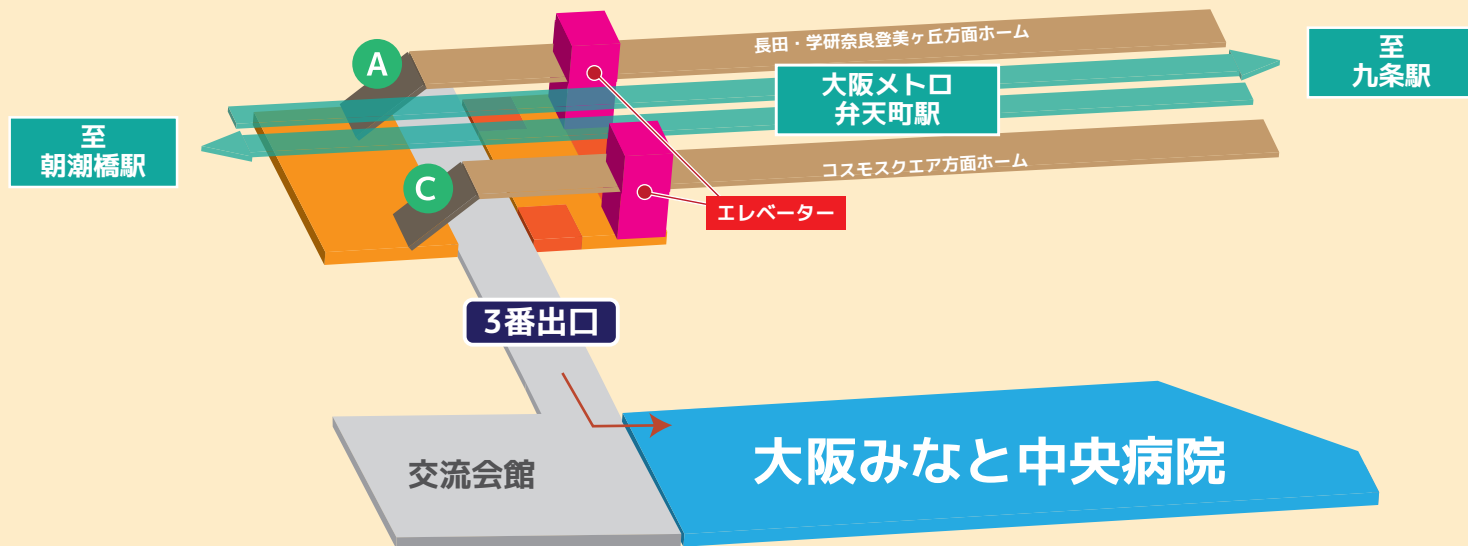 A
長田・学研奈良登美ヶ丘方面ホーム
至
九条駅
大阪メトロ
弁天町駅
至
朝潮橋駅
C
コスモスクエア方面ホーム
エレベーター
3番出口
交流会館
大阪みなと中央病院